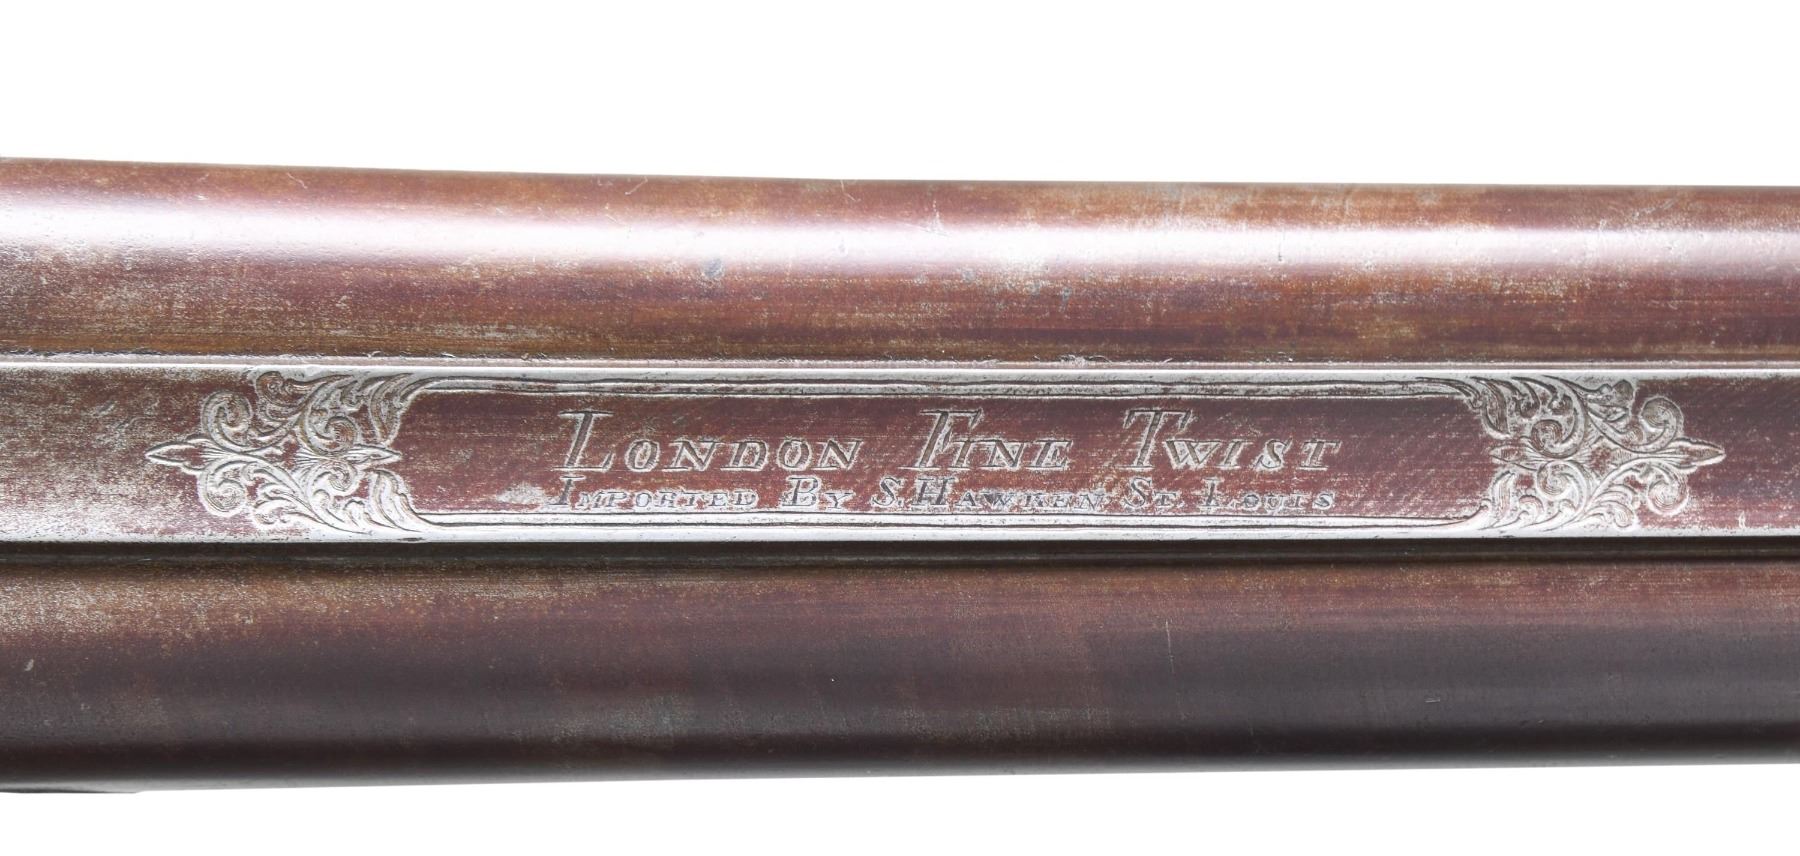 LONDON FINE TWIST
IMPORTED BY S.HAWKEN ST. LOUIS